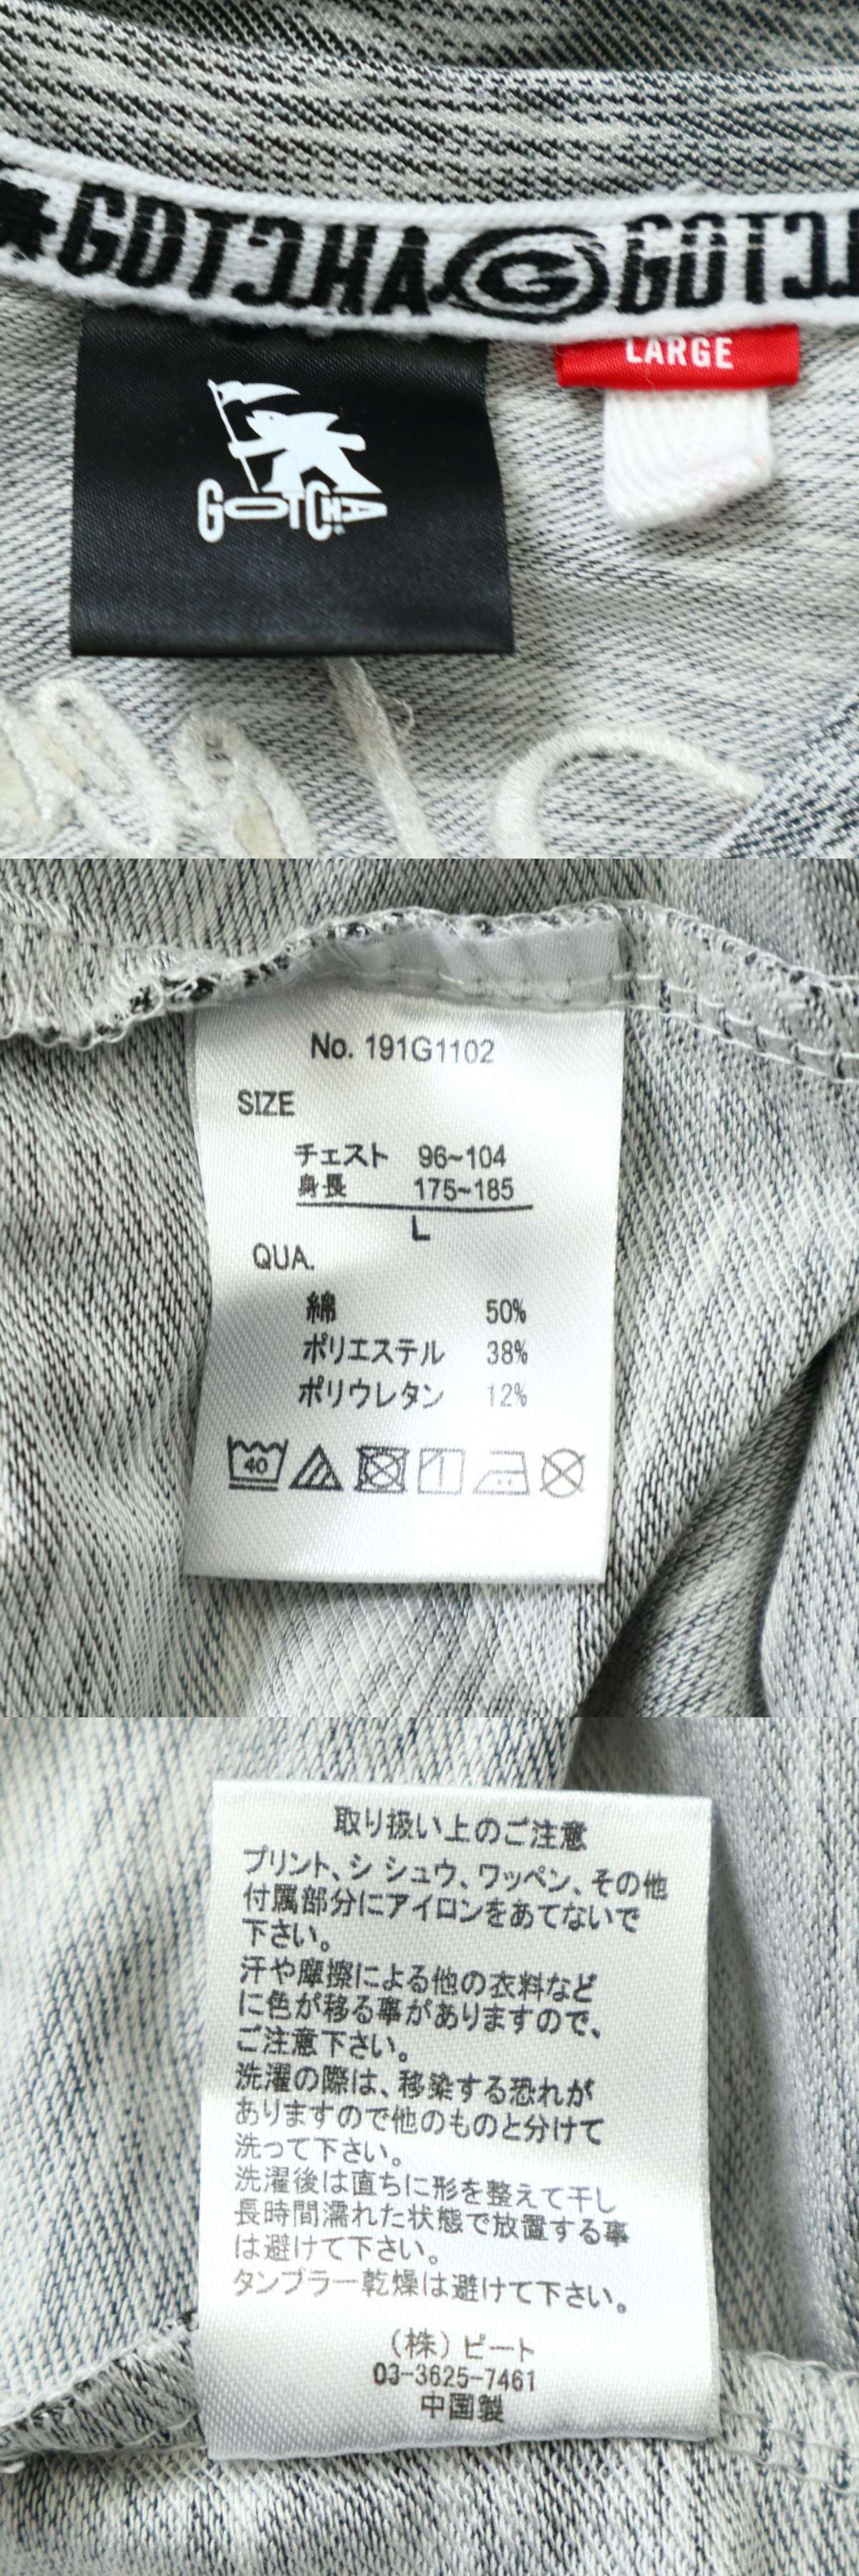 GOTCHA G GOTC
LARGE
GOTCHA
No. 191G1102
SIZE
チェスト 96~104
身長 175~185
L
QUA.
綿 50%
ポリエステル 38%
ポリウレタン 12%
40
取り扱い上のご注意
プリント、シ シュウ、ワッペン、その他
付属部分にアイロンをあてないで
下さい。
汗や摩擦による他の衣料など
に色が移る事がありますので、
ご注意下さい。
洗濯の際は、移染する恐れが
ありますので他のものと分けて
洗って下さい。
洗濯後は直ちに形を整えて干し
長時間濡れた状態で放置する事
は避けて下さい。
タンブラー乾燥は避けて下さい。
(株)ピート
03-3625-7461
中国製